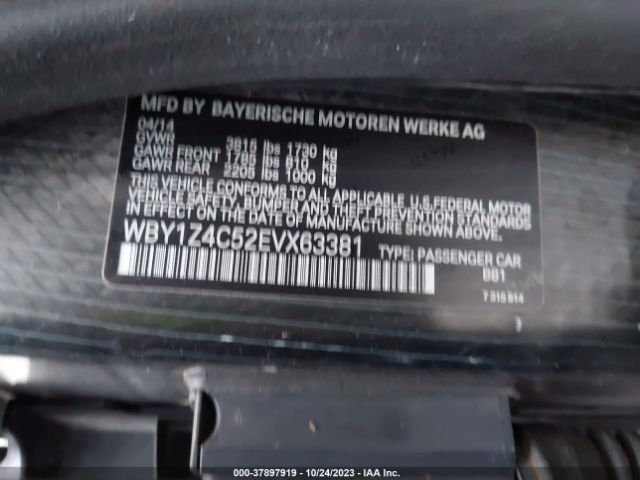 MFD BY BAYERISCHE MOTOREN WERKE AG
04/14
GVWR 3815 lbs 1730 kg
GAWR FRONT 1785 lbs 810 kg
GAWR REAR 2205 lbs 1000 kg
THIS VEHICLE CONFORMS TO ALL APPLICABLE U.S.FEDERAL MOTOR
VEHICLE SAFETY, BUMPER, AND THEFT PREVENTION STANDARDS IN
EFFECT ON THE DATE OF MANUFACTURE SHOWN ABOVE.
WBY1Z4C52EVX63381 TYPE: PASSENGER CAR
BB1
7 315 814
000-37897919 - 10/24/2023 - IAA Inc.